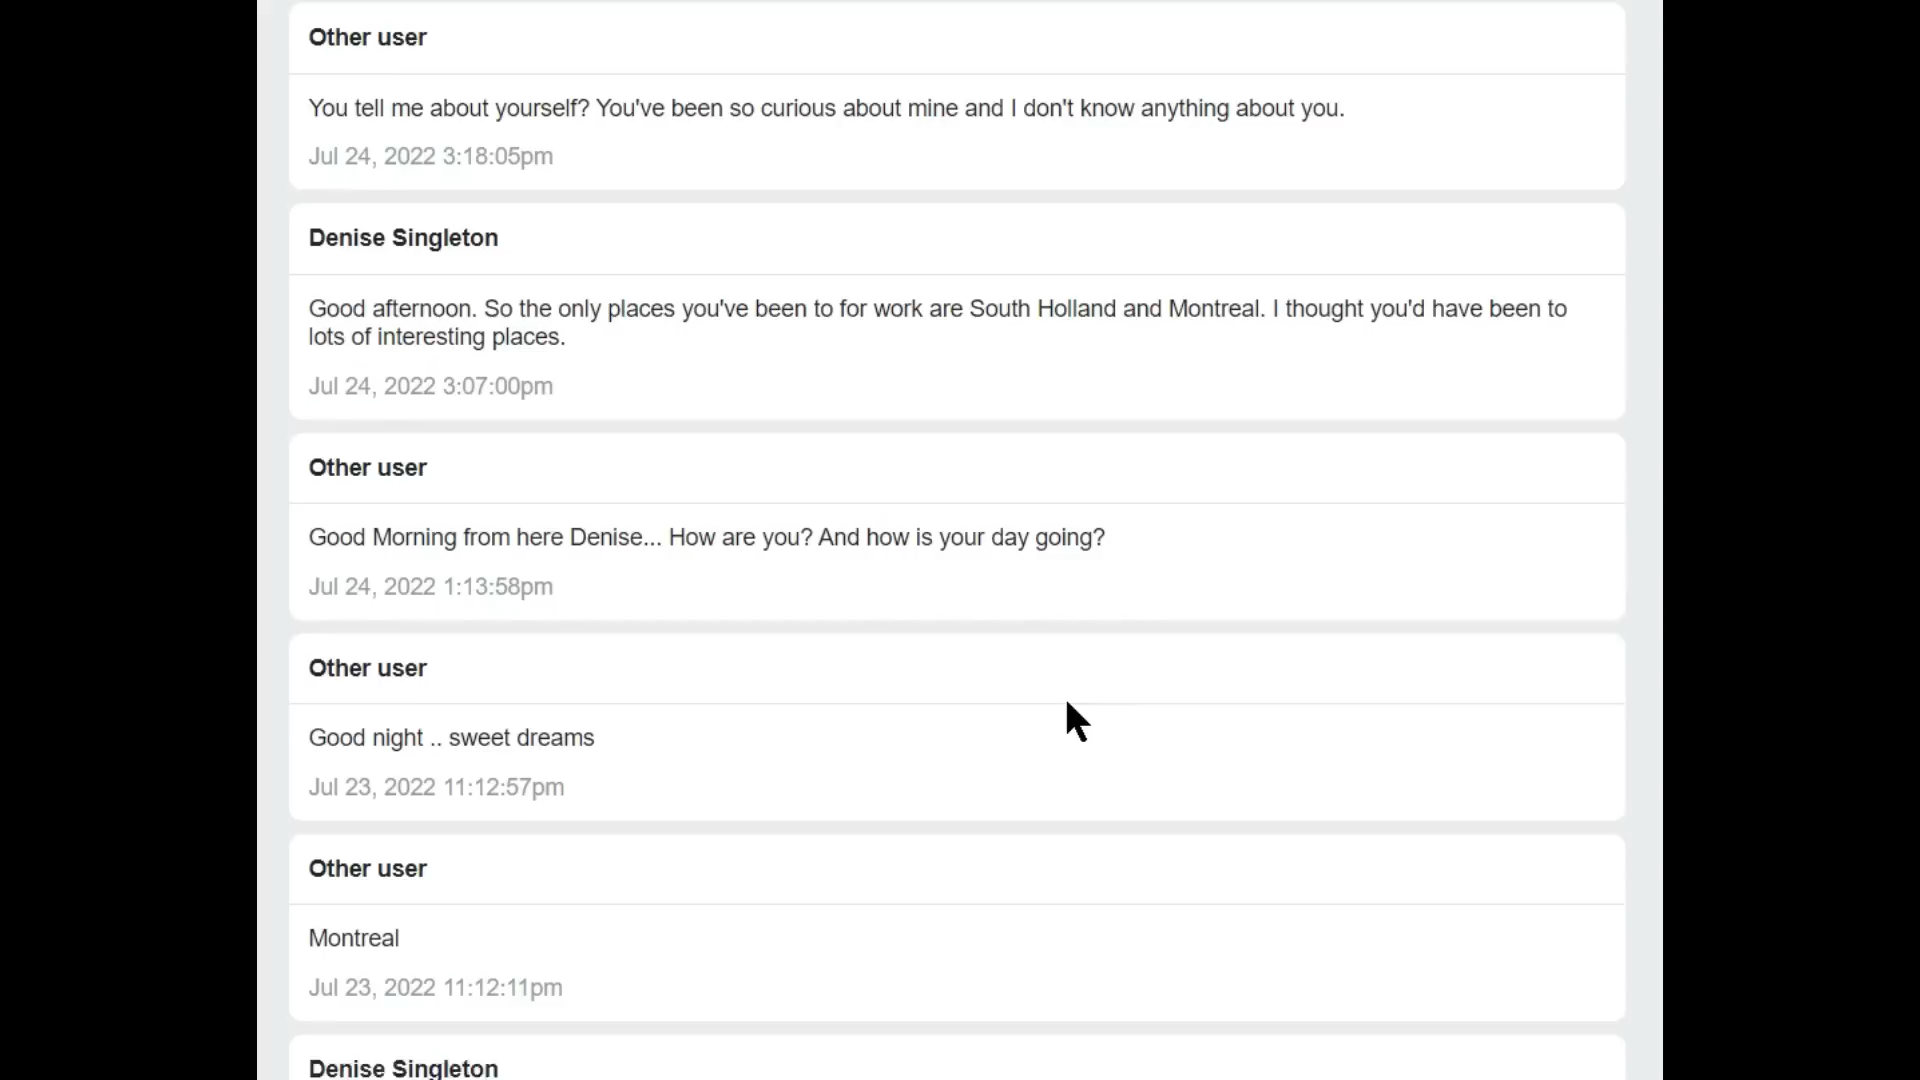 Other user
You tell me about yourself? You've been so curious about mine and I don't know anything about you.
Jul 24, 2022 3:18:05pm
Denise Singleton
Good afternoon. So the only places you've been to for work are South Holland and Montreal. I thought you'd have been to
lots of interesting places.
Jul 24, 2022 3:07:00pm
Other user
Good Morning from here Denise... How are you? And how is your day going?
Jul 24, 2022 1:13:58pm
Other user
Good night .. sweet dreams
Jul 23, 2022 11:12:57pm
Other user
Montreal
Jul 23, 2022 11:12:11pm
Denise Singleton